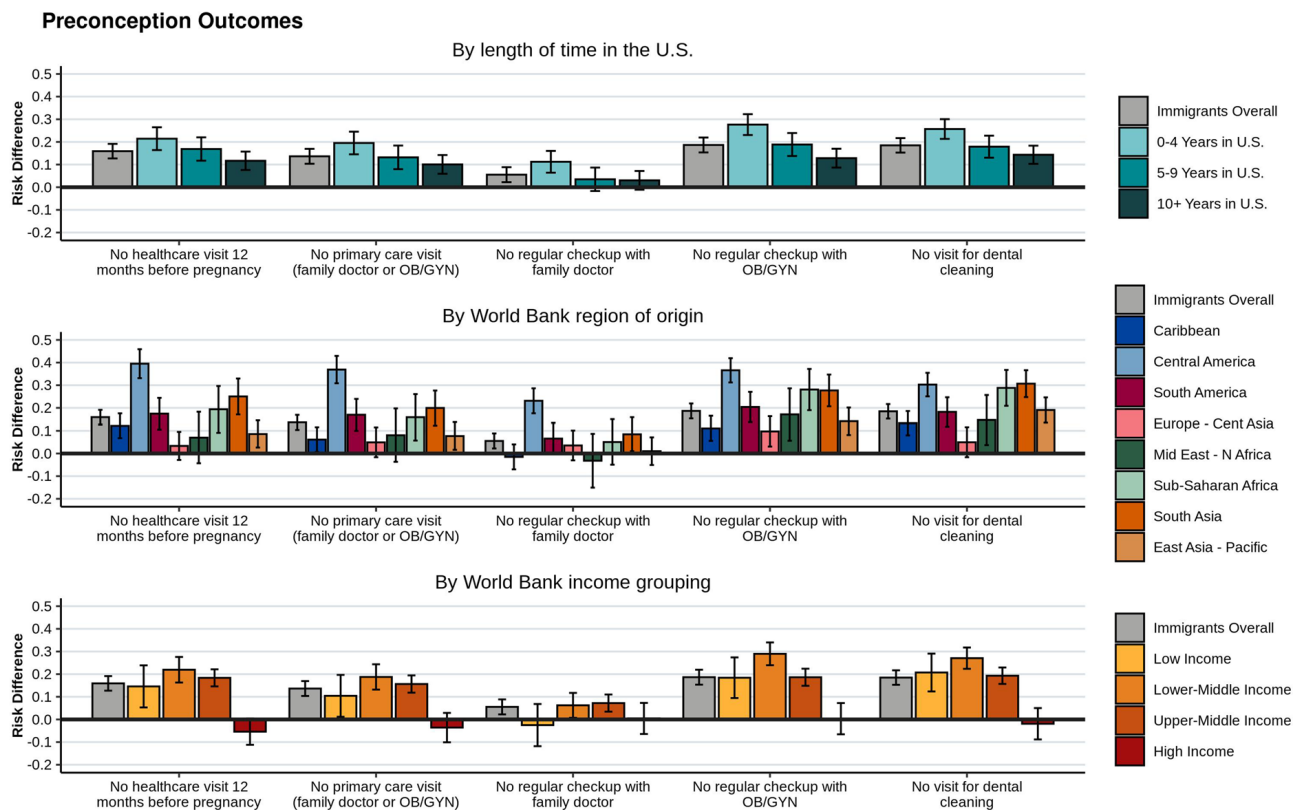 Preconception Outcomes
By length of time in the U.S.
Risk Difference
0.5
0.4
0.3
0.2
0.1
0.0
-0.1
-0.2
No healthcare visit 12
months before pregnancy
No primary care visit
(family doctor or OB/GYN)
No regular checkup with
family doctor
No regular checkup with
OB/GYN
No visit for dental
cleaning
Immigrants Overall
0-4 Years in U.S.
5-9 Years in U.S.
10+ Years in U.S.
By World Bank region of origin
Risk Difference
0.5
0.4
0.3
0.2
0.1
0.0
-0.1
-0.2
No healthcare visit 12
months before pregnancy
No primary care visit
(family doctor or OB/GYN)
No regular checkup with
family doctor
No regular checkup with
OB/GYN
No visit for dental
cleaning
Immigrants Overall
Caribbean
Central America
South America
Europe - Cent Asia
Mid East - N Africa
Sub-Saharan Africa
South Asia
East Asia - Pacific
By World Bank income grouping
Risk Difference
0.5
0.4
0.3
0.2
0.1
0.0
-0.1
-0.2
No healthcare visit 12
months before pregnancy
No primary care visit
(family doctor or OB/GYN)
No regular checkup with
family doctor
No regular checkup with
OB/GYN
No visit for dental
cleaning
Immigrants Overall
Low Income
Lower-Middle Income
Upper-Middle Income
High Income